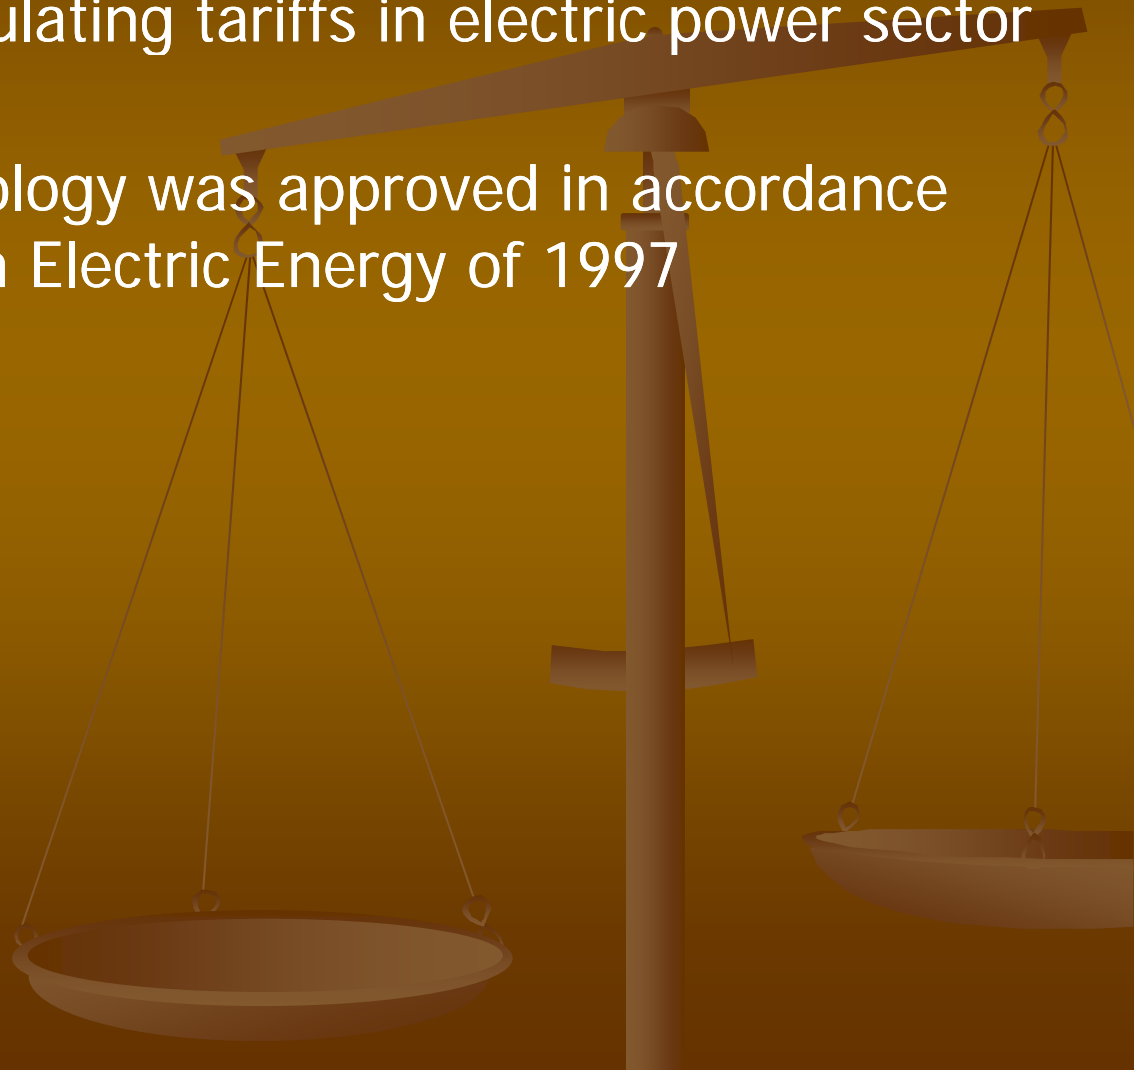 ulating tariffs in electric power sector
ology was approved in accordance
Electric Energy of 1997